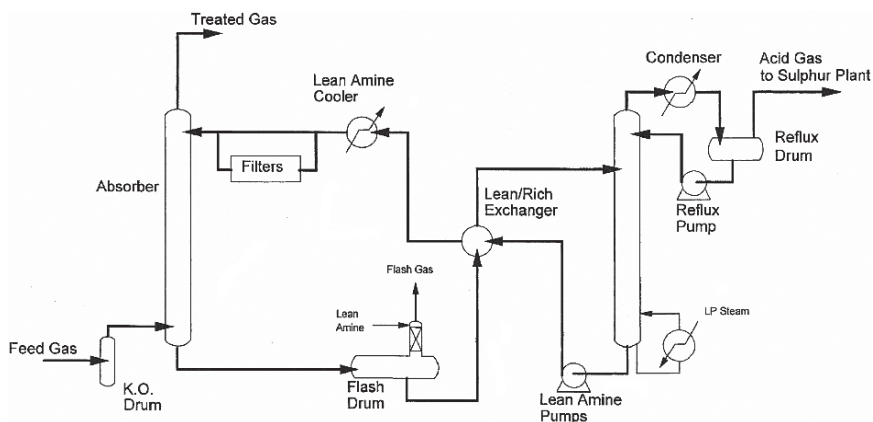 Treated Gas
Condenser
Acid Gas
to Sulphur Plant
Lean Amine
Cooler
Reflux
Drum
Filters
Absorber
Lean/Rich
Exchanger
Reflux
Pump
Flash Gas
Lean
Amine
LP Steam
Feed Gas
K.O.
Drum
Flash
Drum
Lean Amine
Pumps